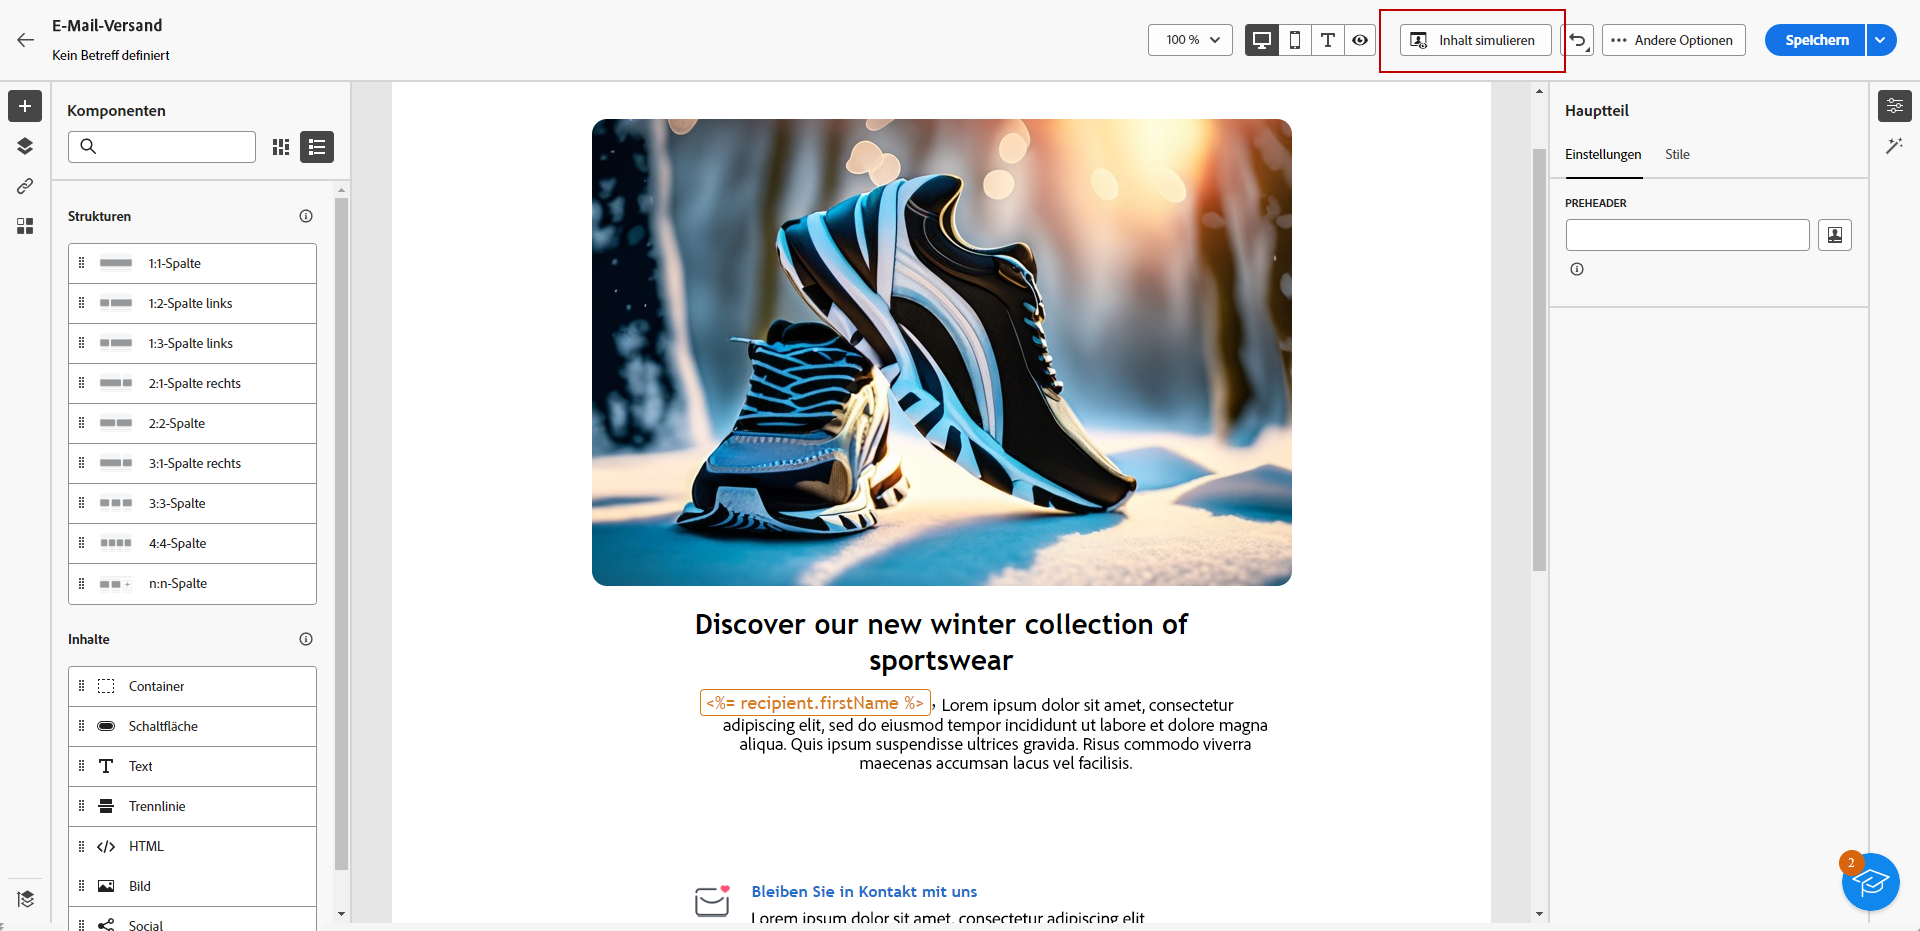 E-Mail-Versand
Kein Betreff definiert
100 %
Inhalt simulieren
Andere Optionen
Speichern
Komponenten
Strukturen
1:1-Spalte
1:2-Spalte links
1:3-Spalte links
2:1-Spalte rechts
2:2-Spalte
3:1-Spalte rechts
3:3-Spalte
4:4-Spalte
n:n-Spalte
Inhalte
Container
Schaltfläche
Text
Trennlinie
HTML
Bild
Social
Discover our new winter collection of
sportswear
<%= recipient.firstName %> , Lorem ipsum dolor sit amet, consectetur
adipiscing elit, sed do eiusmod tempor incididunt ut labore et dolore magna
aliqua. Quis ipsum suspendisse ultrices gravida. Risus commodo viverra
maecenas accumsan lacus vel facilisis.
Bleiben Sie in Kontakt mit uns
Lorem ipsum dolor sit amet, consectetur adipiscing elit
Hauptteil
Einstellungen
Stile
PREHEADER
2